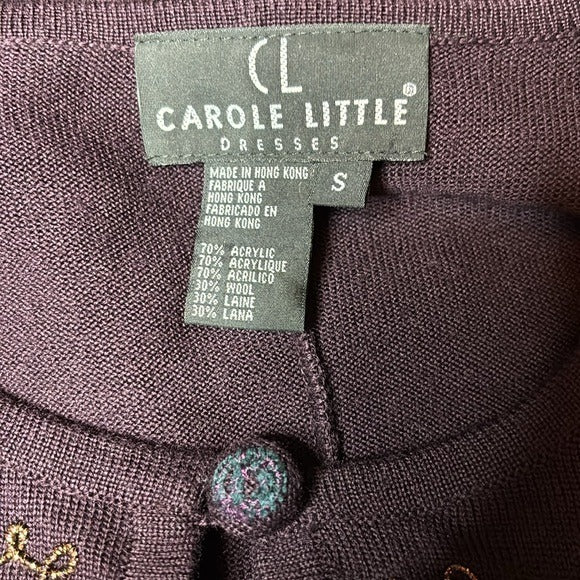 CL
CAROLE LITTLE®
DRESSES
S
MADE IN HONG KONG
FABRIQUE A
HONG KONG
FABRICADO EN
HONG KONG
70% ACRYLIC
70% ACRYLIQUE
70% ACRILICO
30% WOOL
30% LAINE
30% LANA